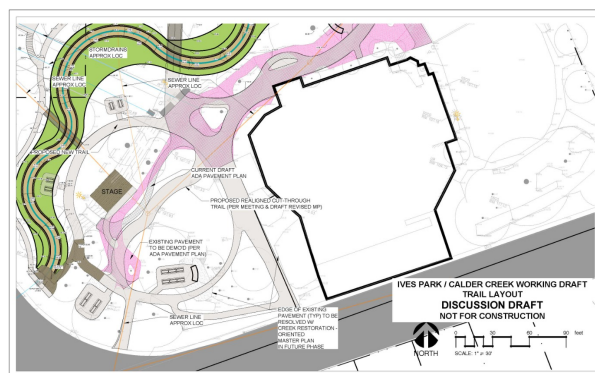 STORMDRAINS
APPROX LOC
SEWER LINE
APPROX LOC
SEWER LINE
APPROX LOC
PROPOSED NEW TRAIL
CURRENT DRAFT
ADA PAVEMENT PLAN
STAGE
PROPOSED REALIGNED CUT-THROUGH
TRAIL (PER MEETING & DRAFT REVISED MP)
EXISTING PAVEMENT
TO BE DEMO'D (PER
ADA PAVEMENT PLAN)
SEWER LINE
APPROX LOC
EDGE OF EXISTING
PAVEMENT (TYP) TO BE
RESOLVED W/
CREEK RESTORATION -
ORIENTED
MASTER PLAN
IN FUTURE PHASE
IVES PARK / CALDER CREEK WORKING DRAFT
TRAIL LAYOUT
DISCUSSION DRAFT
NOT FOR CONSTRUCTION
NORTH
0 30 60 90 feet
SCALE: 1" = 30'